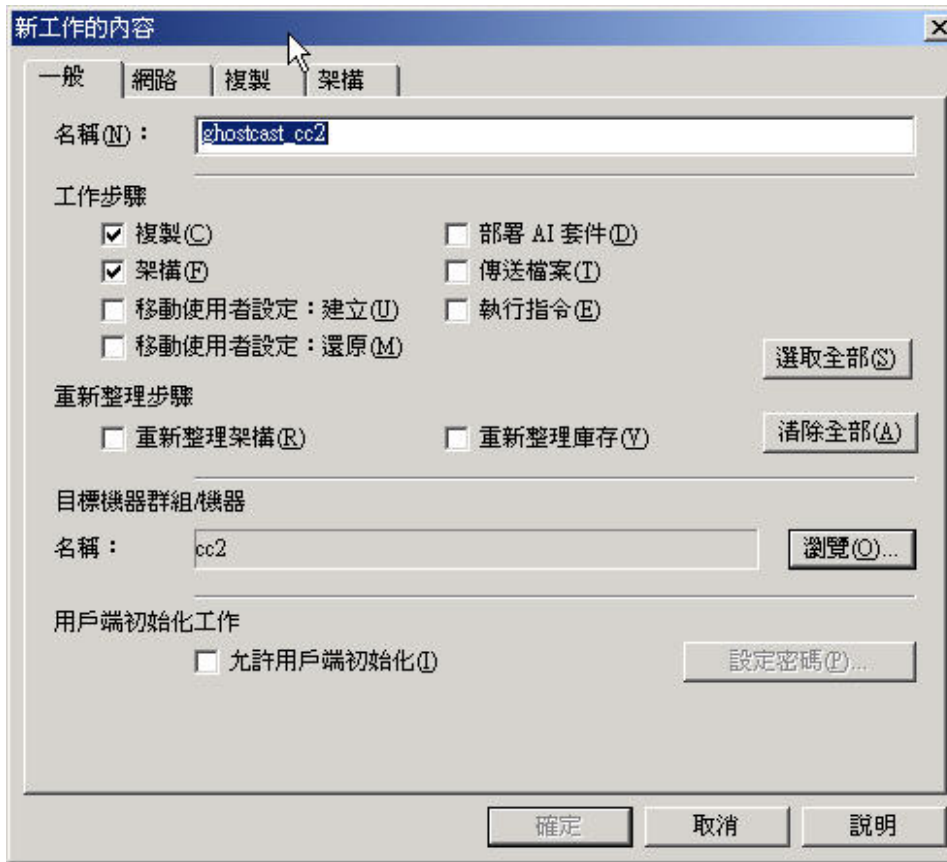 新工作的內容
一般 網路 複製 架構
名稱(N)： ghostcast_cc2
工作步驟
複製(C) 部署 AI 套件(D)
架構(F) 傳送檔案(T)
移動使用者設定：建立(U) 執行指令(E)
移動使用者設定：還原(M)
選取全部(S)
重新整理步驟
重新整理架構(R) 重新整理庫存(V) 清除全部(A)
目標機器群組/機器
名稱： cc2 瀏覽(O)...
用戶端初始化工作
允許用戶端初始化(I) 設定密碼(P)...
確定 取消 說明